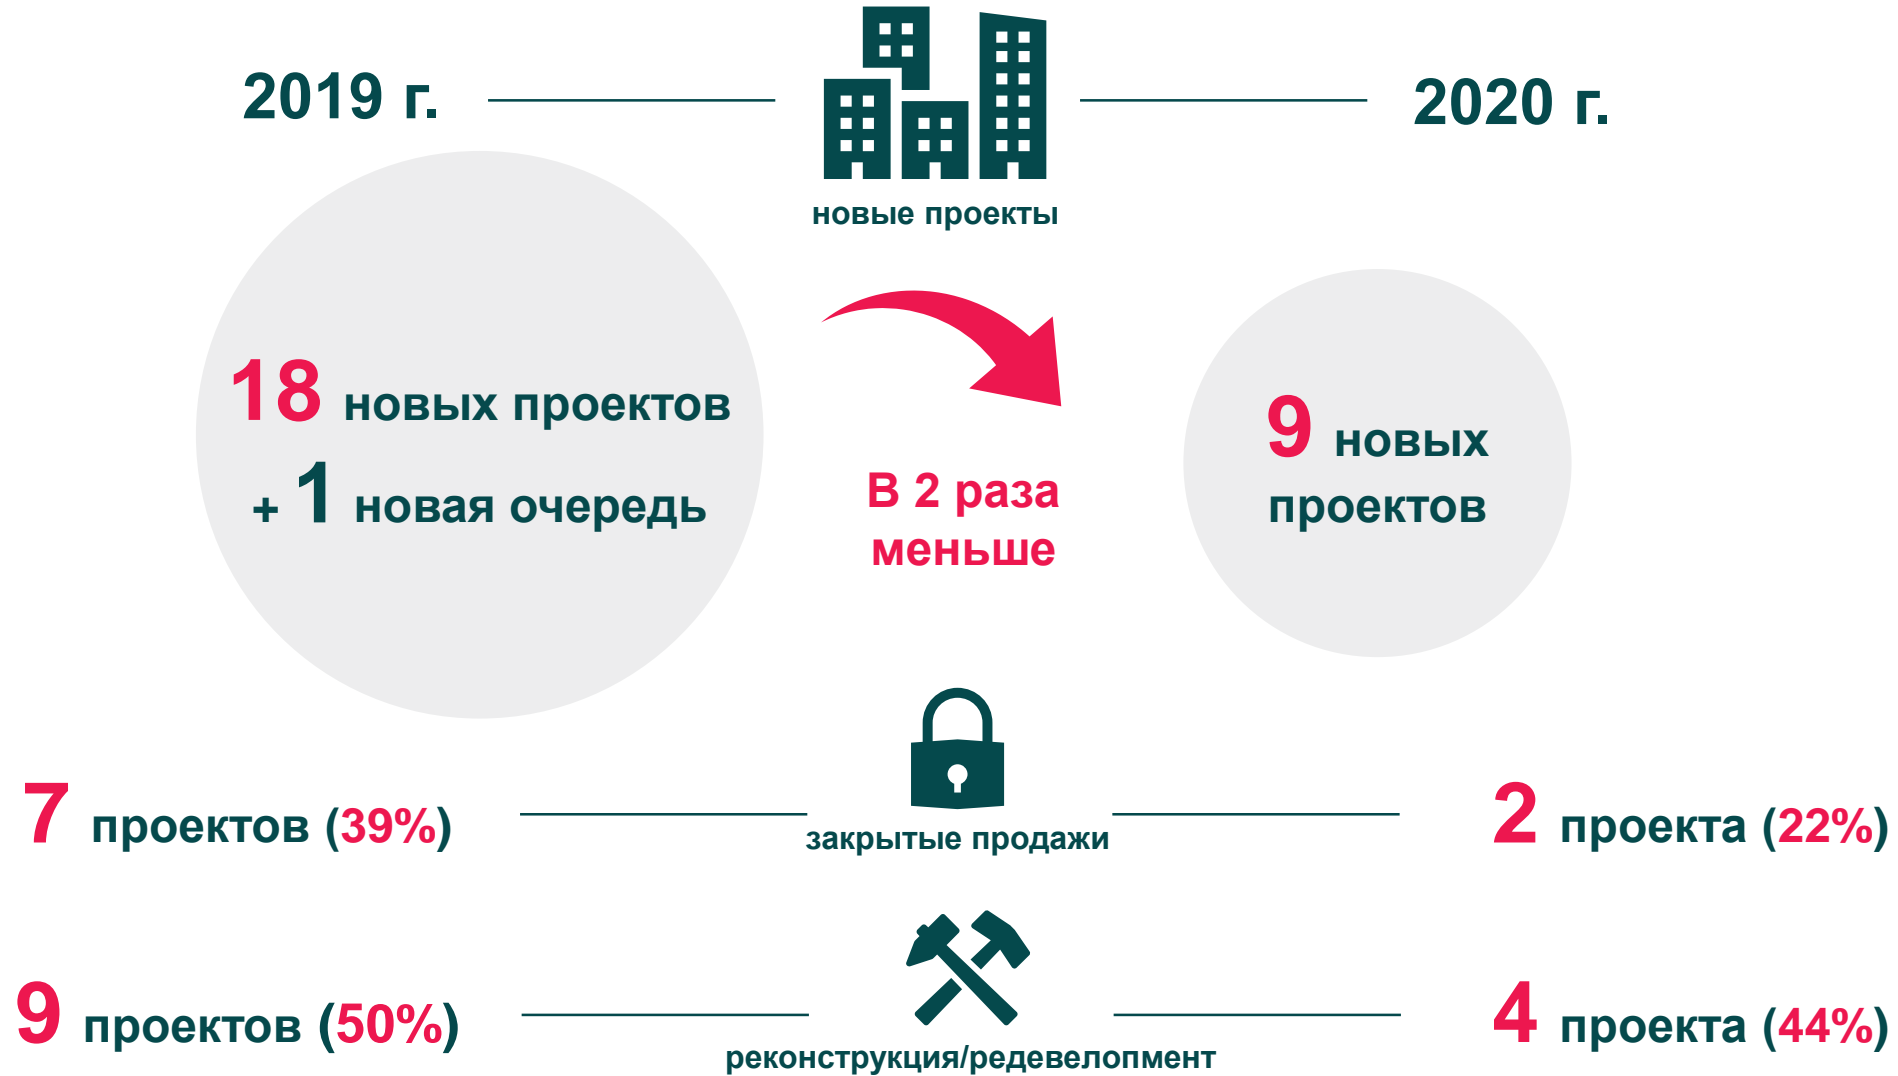 2019 г.
2020 г.
новые проекты
18 новых проектов
+ 1 новая очередь
В 2 раза
меньше
9 новых
проектов
7 проектов (39%)
закрытые продажи
2 проекта (22%)
9 проектов (50%)
реконструкция/редевелопмент
4 проекта (44%)